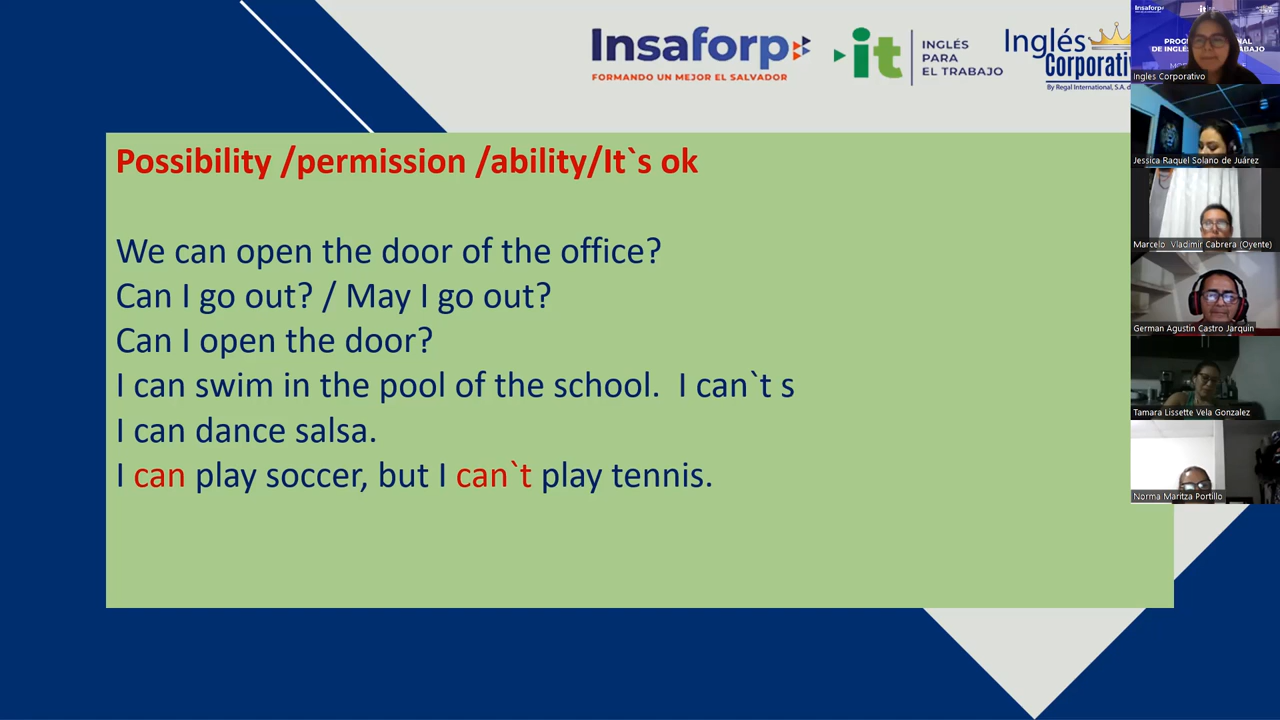 Insaforp
FORMANDO UN MEJOR EL SALVADOR
it
INGLÉS
PARA
EL TRABAJO
Inglés
Corporativ
By Regal International, S.A. d
Possibility /permission /ability/It`s ok
We can open the door of the office?
Can I go out? / May I go out?
Can I open the door?
I can swim in the pool of the school.  I can`t s
I can dance salsa.
I can play soccer, but I can`t play tennis.
Insaforp
Ingles Corporativo
Jessica Raquel Solano de Juárez
Marcelo Vladimir Cabrera (Oyente)
German Agustin Castro Jarquin
Tamara Lissette Vela Gonzalez
Norma Maritza Portillo